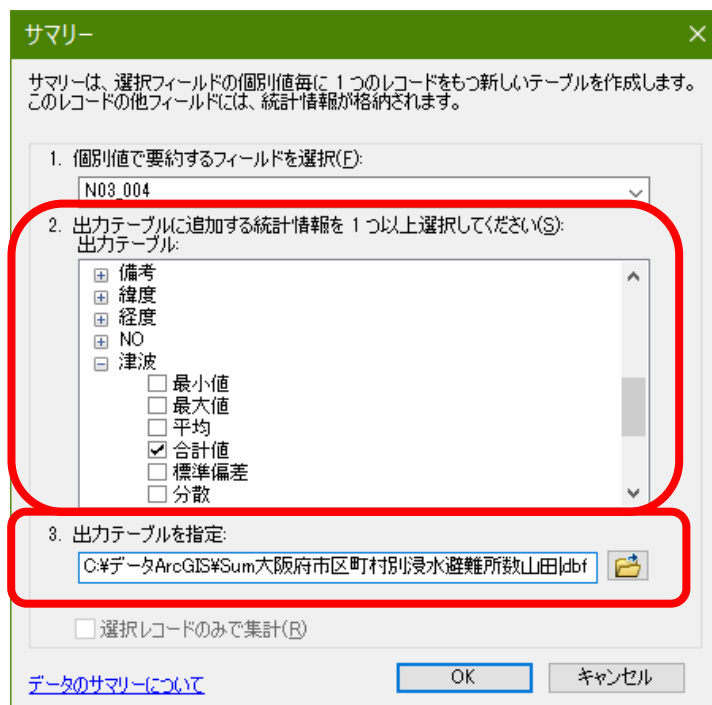 サマリー
サマリーは、選択フィールドの個別値毎に 1 つのレコードをもつ新しいテーブルを作成します。
このレコードの他フィールドには、統計情報が格納されます。
1. 個別値で要約するフィールドを選択(F):
N03_004
2. 出力テーブルに追加する統計情報を 1 つ以上選択してください(S):
出力テーブル:
備考
緯度
経度
NO
津波
最小値
最大値
平均
合計値
標準偏差
分散
3. 出力テーブルを指定:
C:¥データArcGIS¥Sum大阪府市区町村別浸水避難所数山田.dbf
選択レコードのみで集計(R)
データのサマリーについて
OK
キャンセル